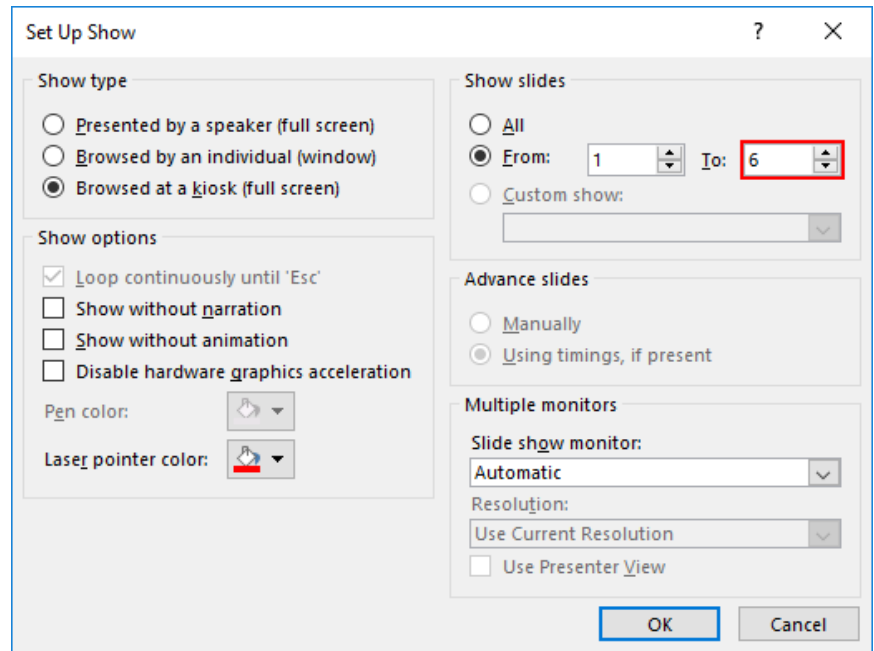 Set Up Show
?
Show type
Presented by a speaker (full screen)
Browsed by an individual (window)
Browsed at a kiosk (full screen)
Show options
Loop continuously until 'Esc'
Show without narration
Show without animation
Disable hardware graphics acceleration
Pen color:
Laser pointer color:
Show slides
All
From: 1 To: 6
Custom show:
Advance slides
Manually
Using timings, if present
Multiple monitors
Slide show monitor:
Automatic
Resolution:
Use Current Resolution
Use Presenter View
OK Cancel